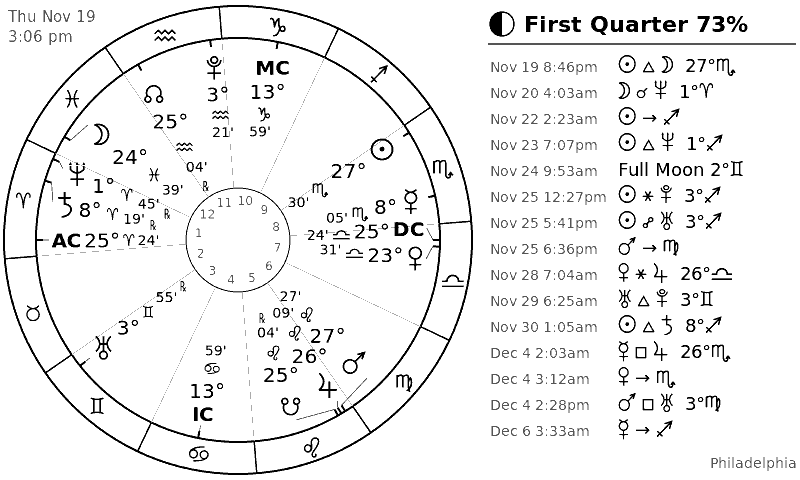 Thu Nov 19
3:06 pm
♒ ♑
♓ ♐
♈ ♏
♉ ♎
♊ ♍
♋ ♌
♇ 3° ♒ 21'
MC 13° ♑ 59'
☊ 25° ♒ 04' ℞
☽ 24° ♓ 39'
♆ 1° ♈ 45' ℞
♄ 8° ♈ 19' ℞
AC 25° ♈ 24'
☉ 27° ♏ 30'
☿ 8° ♏ 05'
DC 25° ♎ 24'
♀ 23° ♎ 31'
♅ 3° ♊ 55' ℞
IC 13° ♋ 59'
☋ 25° ♌ 04' ℞
♃ 26° ♌ 09'
♂ 27° ♌ 27'
12 11 10 9
1 8
2 7
3 4 5 6
First Quarter 73%
Nov 19 8:46pm ☉ △ ☽ 27°♏
Nov 20 4:03am ☽ ☌ ♆ 1°♈
Nov 22 2:23am ☉ → ♐
Nov 23 7:07pm ☉ △ ♆ 1°♐
Nov 24 9:53am Full Moon 2°♊
Nov 25 12:27pm ☉ ⚹ ♇ 3°♐
Nov 25 5:41pm ☉ ☍ ♅ 3°♐
Nov 25 6:36pm ♂ → ♍
Nov 28 7:04am ♀ ⚹ ♃ 26°♎
Nov 29 6:25am ♅ △ ♇ 3°♊
Nov 30 1:05am ☉ △ ♄ 8°♐
Dec 4 2:03am ☿ □ ♃ 26°♏
Dec 4 3:12am ♀ → ♏
Dec 4 2:28pm ♂ □ ♅ 3°♍
Dec 6 3:33am ☿ → ♐
Philadelphia